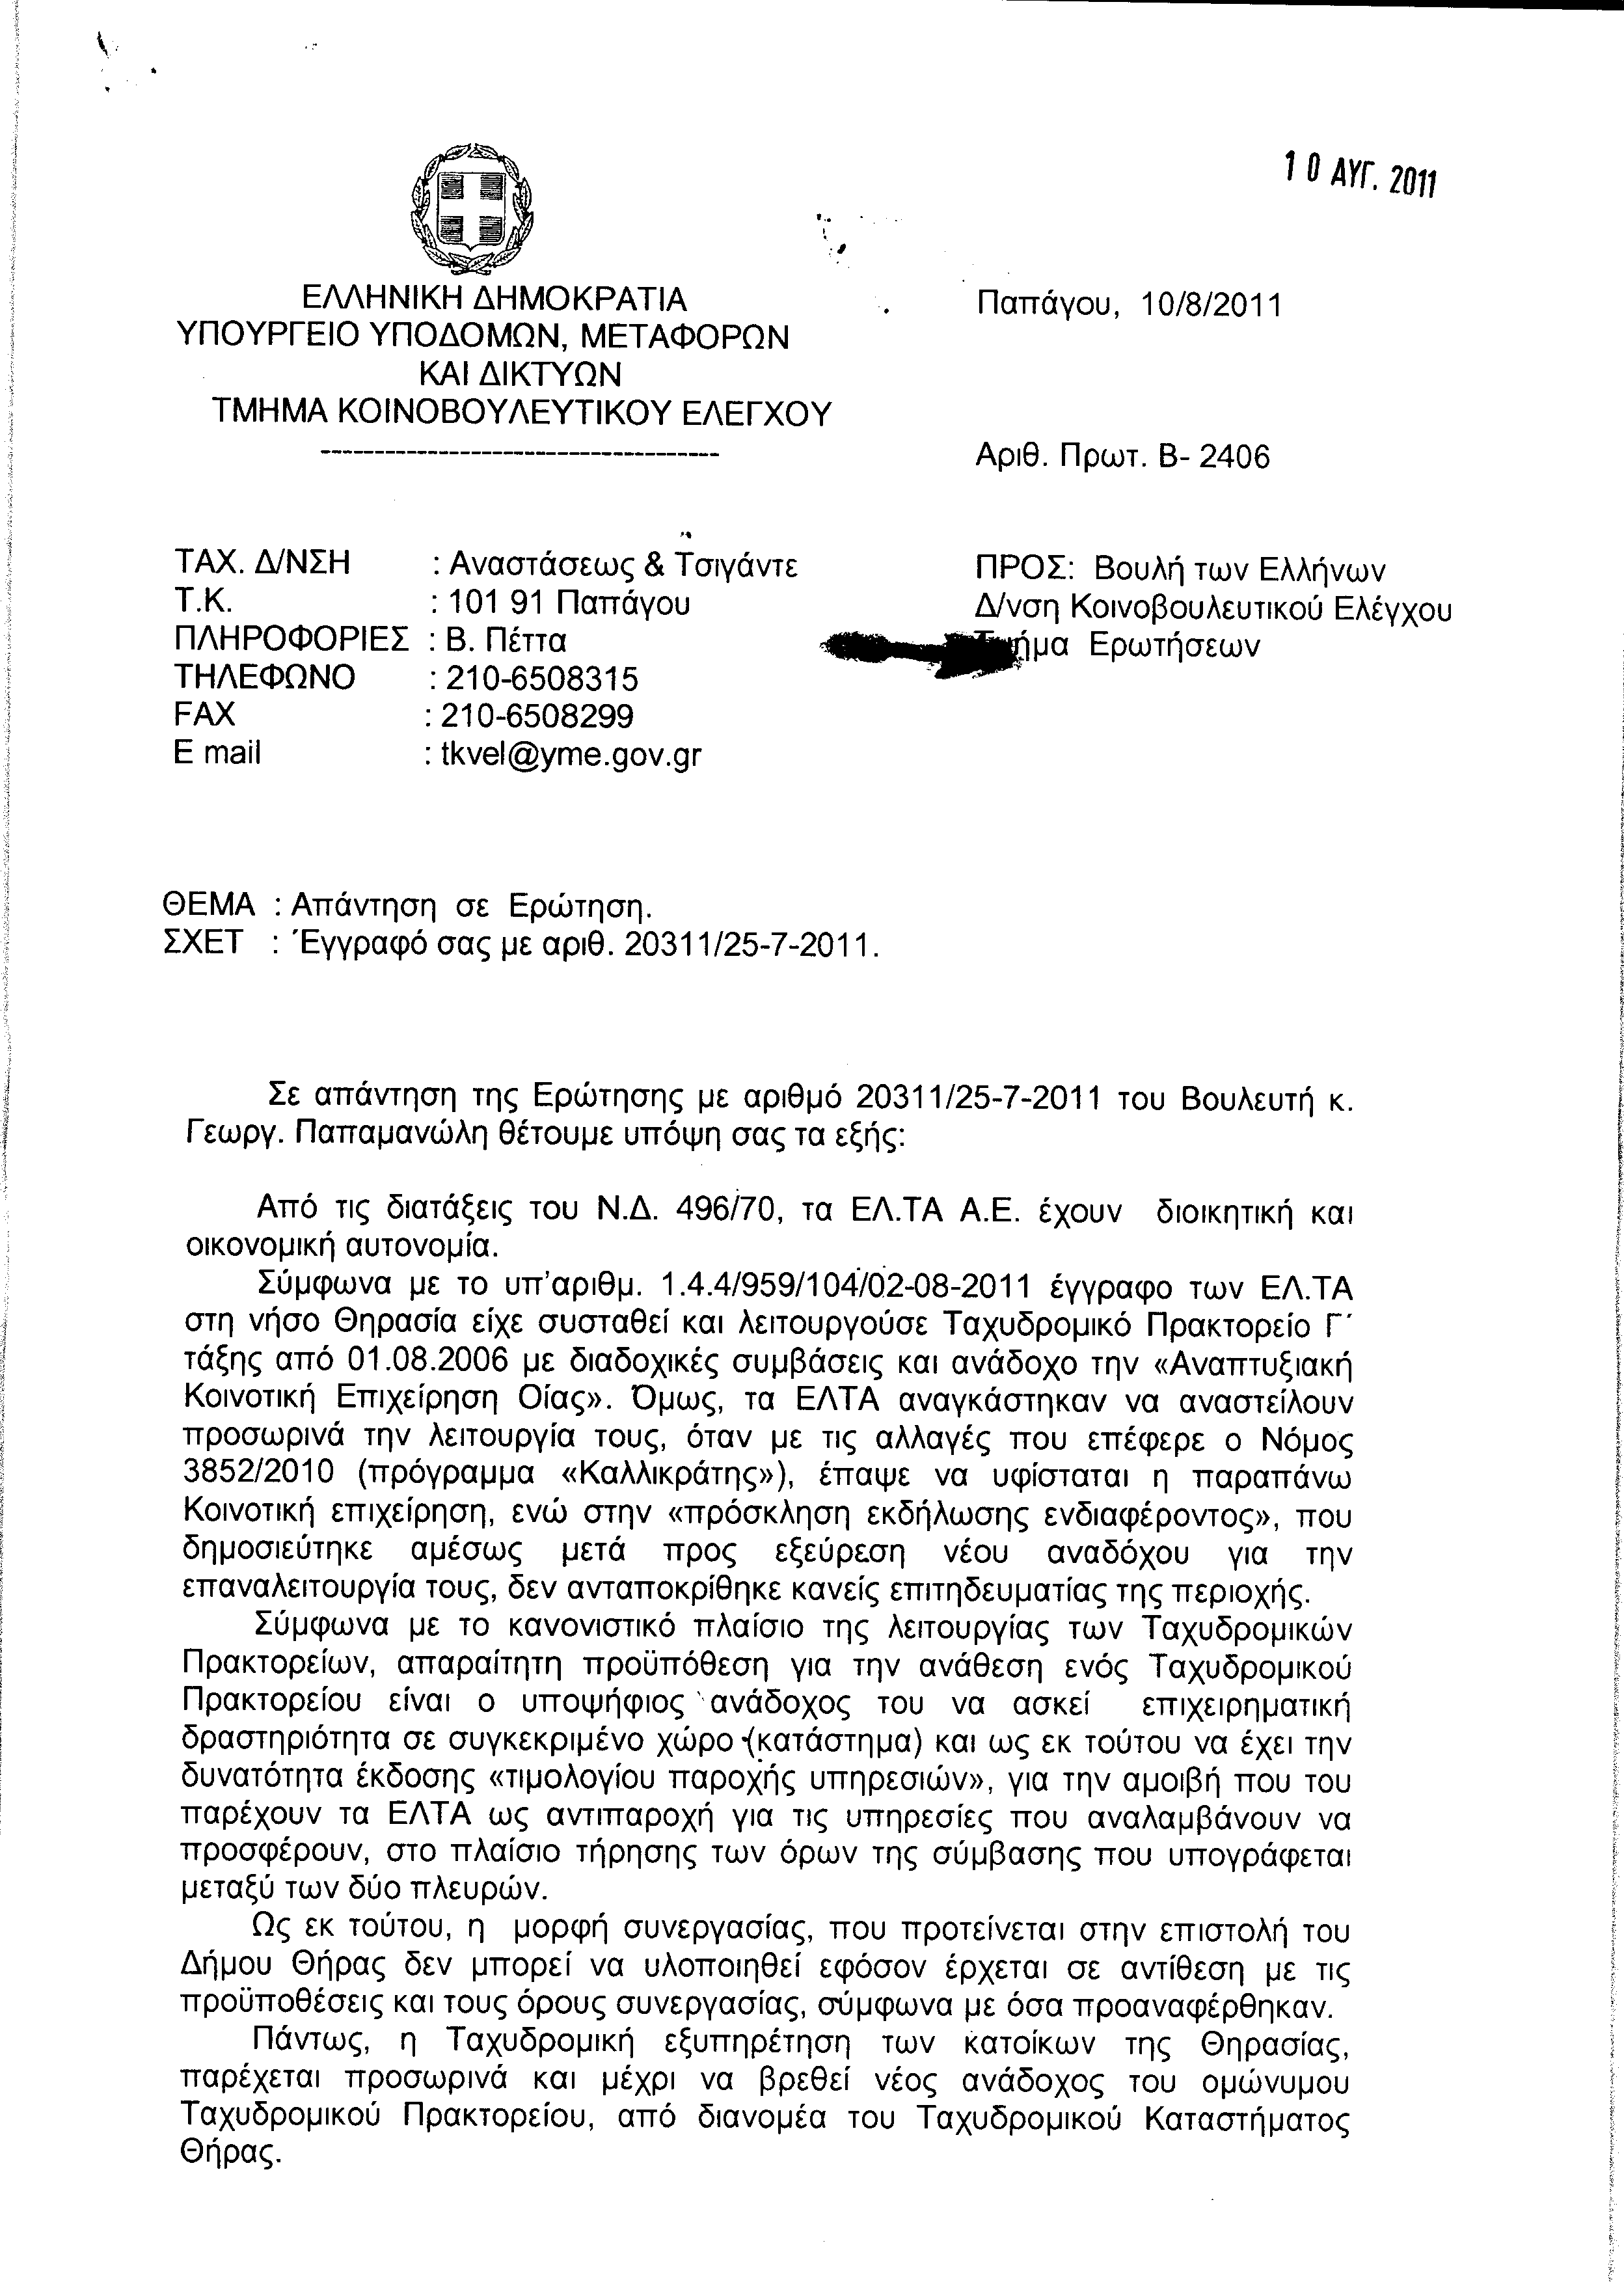 10 ΑΥΓ. 2011
ΕΛΛΗΝΙΚΗ ΔΗΜΟΚΡΑΤΙΑ
ΥΠΟΥΡΓΕΙΟ ΥΠΟΔΟΜΩΝ, ΜΕΤΑΦΟΡΩΝ
ΚΑΙ ΔΙΚΤΥΩΝ
ΤΜΗΜΑ ΚΟΙΝΟΒΟΥΛΕΥΤΙΚΟΥ ΕΛΕΓΧΟΥ
--------------------------------------
Παπάγου, 10/8/2011
Αριθ. Πρωτ. Β- 2406
ΤΑΧ. Δ/ΝΣΗ : Αναστάσεως & Τσιγάντε
Τ.Κ. : 101 91 Παπάγου
ΠΛΗΡΟΦΟΡΙΕΣ : Β. Πέττα
ΤΗΛΕΦΩΝΟ : 210-6508315
FAX : 210-6508299
E mail : tkvel@yme.gov.gr
ΠΡΟΣ: Βουλή των Ελλήνων
Δ/νση Κοινοβουλευτικού Ελέγχου
Τμήμα Ερωτήσεων
ΘΕΜΑ : Απάντηση σε Ερώτηση.
ΣΧΕΤ : Έγγραφό σας με αριθ. 20311/25-7-2011.
Σε απάντηση της Ερώτησης με αριθμό 20311/25-7-2011 του Βουλευτή κ.
Γεωργ. Παπαμανώλη θέτουμε υπόψη σας τα εξής:
Από τις διατάξεις του Ν.Δ. 496/70, τα ΕΛ.ΤΑ Α.Ε. έχουν διοικητική και
οικονομική αυτονομία.
Σύμφωνα με το υπ'αριθμ. 1.4.4/959/104/02-08-2011 έγγραφο των ΕΛ.ΤΑ
στη νήσο Θηρασία είχε συσταθεί και λειτουργούσε Ταχυδρομικό Πρακτορείο Γ΄
τάξης από 01.08.2006 με διαδοχικές συμβάσεις και ανάδοχο την «Αναπτυξιακή
Κοινοτική Επιχείρηση Οίας». Όμως, τα ΕΛΤΑ αναγκάστηκαν να αναστείλουν
προσωρινά την λειτουργία τους, όταν με τις αλλαγές που επέφερε ο Νόμος
3852/2010 (πρόγραμμα «Καλλικράτης»), έπαψε να υφίσταται η παραπάνω
Κοινοτική επιχείρηση, ενώ στην «πρόσκληση εκδήλωσης ενδιαφέροντος», που
δημοσιεύτηκε αμέσως μετά προς εξεύρεση νέου αναδόχου για την
επαναλειτουργία τους, δεν ανταποκρίθηκε κανείς επιτηδευματίας της περιοχής.
Σύμφωνα με το κανονιστικό πλαίσιο της λειτουργίας των Ταχυδρομικών
Πρακτορείων, απαραίτητη προϋπόθεση για την ανάθεση ενός Ταχυδρομικού
Πρακτορείου είναι ο υποψήφιος ανάδοχος του να ασκεί επιχειρηματική
δραστηριότητα σε συγκεκριμένο χώρο (κατάστημα) και ως εκ τούτου να έχει την
δυνατότητα έκδοσης «τιμολογίου παροχής υπηρεσιών», για την αμοιβή που του
παρέχουν τα ΕΛΤΑ ως αντιπαροχή για τις υπηρεσίες που αναλαμβάνουν να
προσφέρουν, στο πλαίσιο τήρησης των όρων της σύμβασης που υπογράφεται
μεταξύ των δύο πλευρών.
Ως εκ τούτου, η μορφή συνεργασίας, που προτείνεται στην επιστολή του
Δήμου Θήρας δεν μπορεί να υλοποιηθεί εφόσον έρχεται σε αντίθεση με τις
προϋποθέσεις και τους όρους συνεργασίας, σύμφωνα με όσα προαναφέρθηκαν.
Πάντως, η Ταχυδρομική εξυπηρέτηση των κατοίκων της Θηρασίας,
παρέχεται προσωρινά και μέχρι να βρεθεί νέος ανάδοχος του ομώνυμου
Ταχυδρομικού Πρακτορείου, από διανομέα του Ταχυδρομικού Καταστήματος
Θήρας.